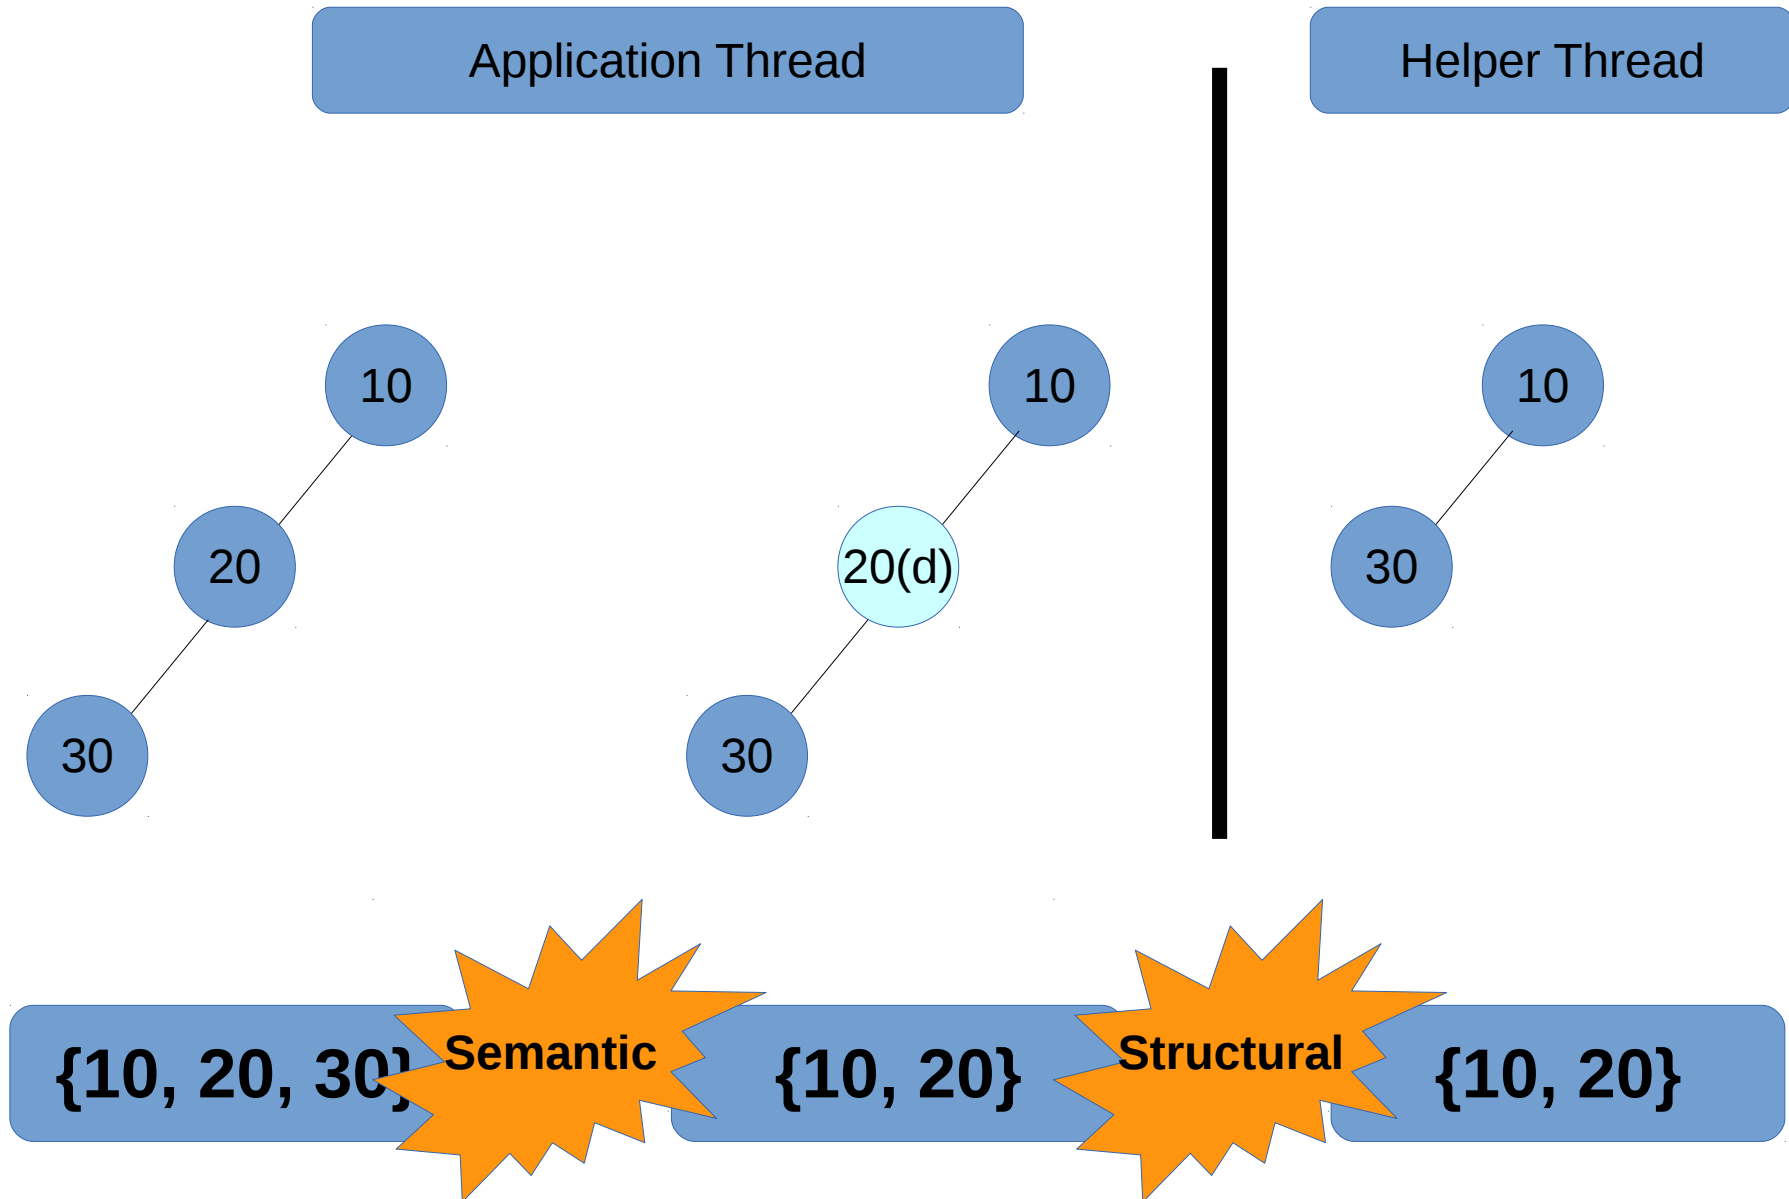 Application Thread
Helper Thread
10
10
10
20
20(d)
30
30
30
{10, 20, 30}
Semantic
{10, 20}
Structural
{10, 20}